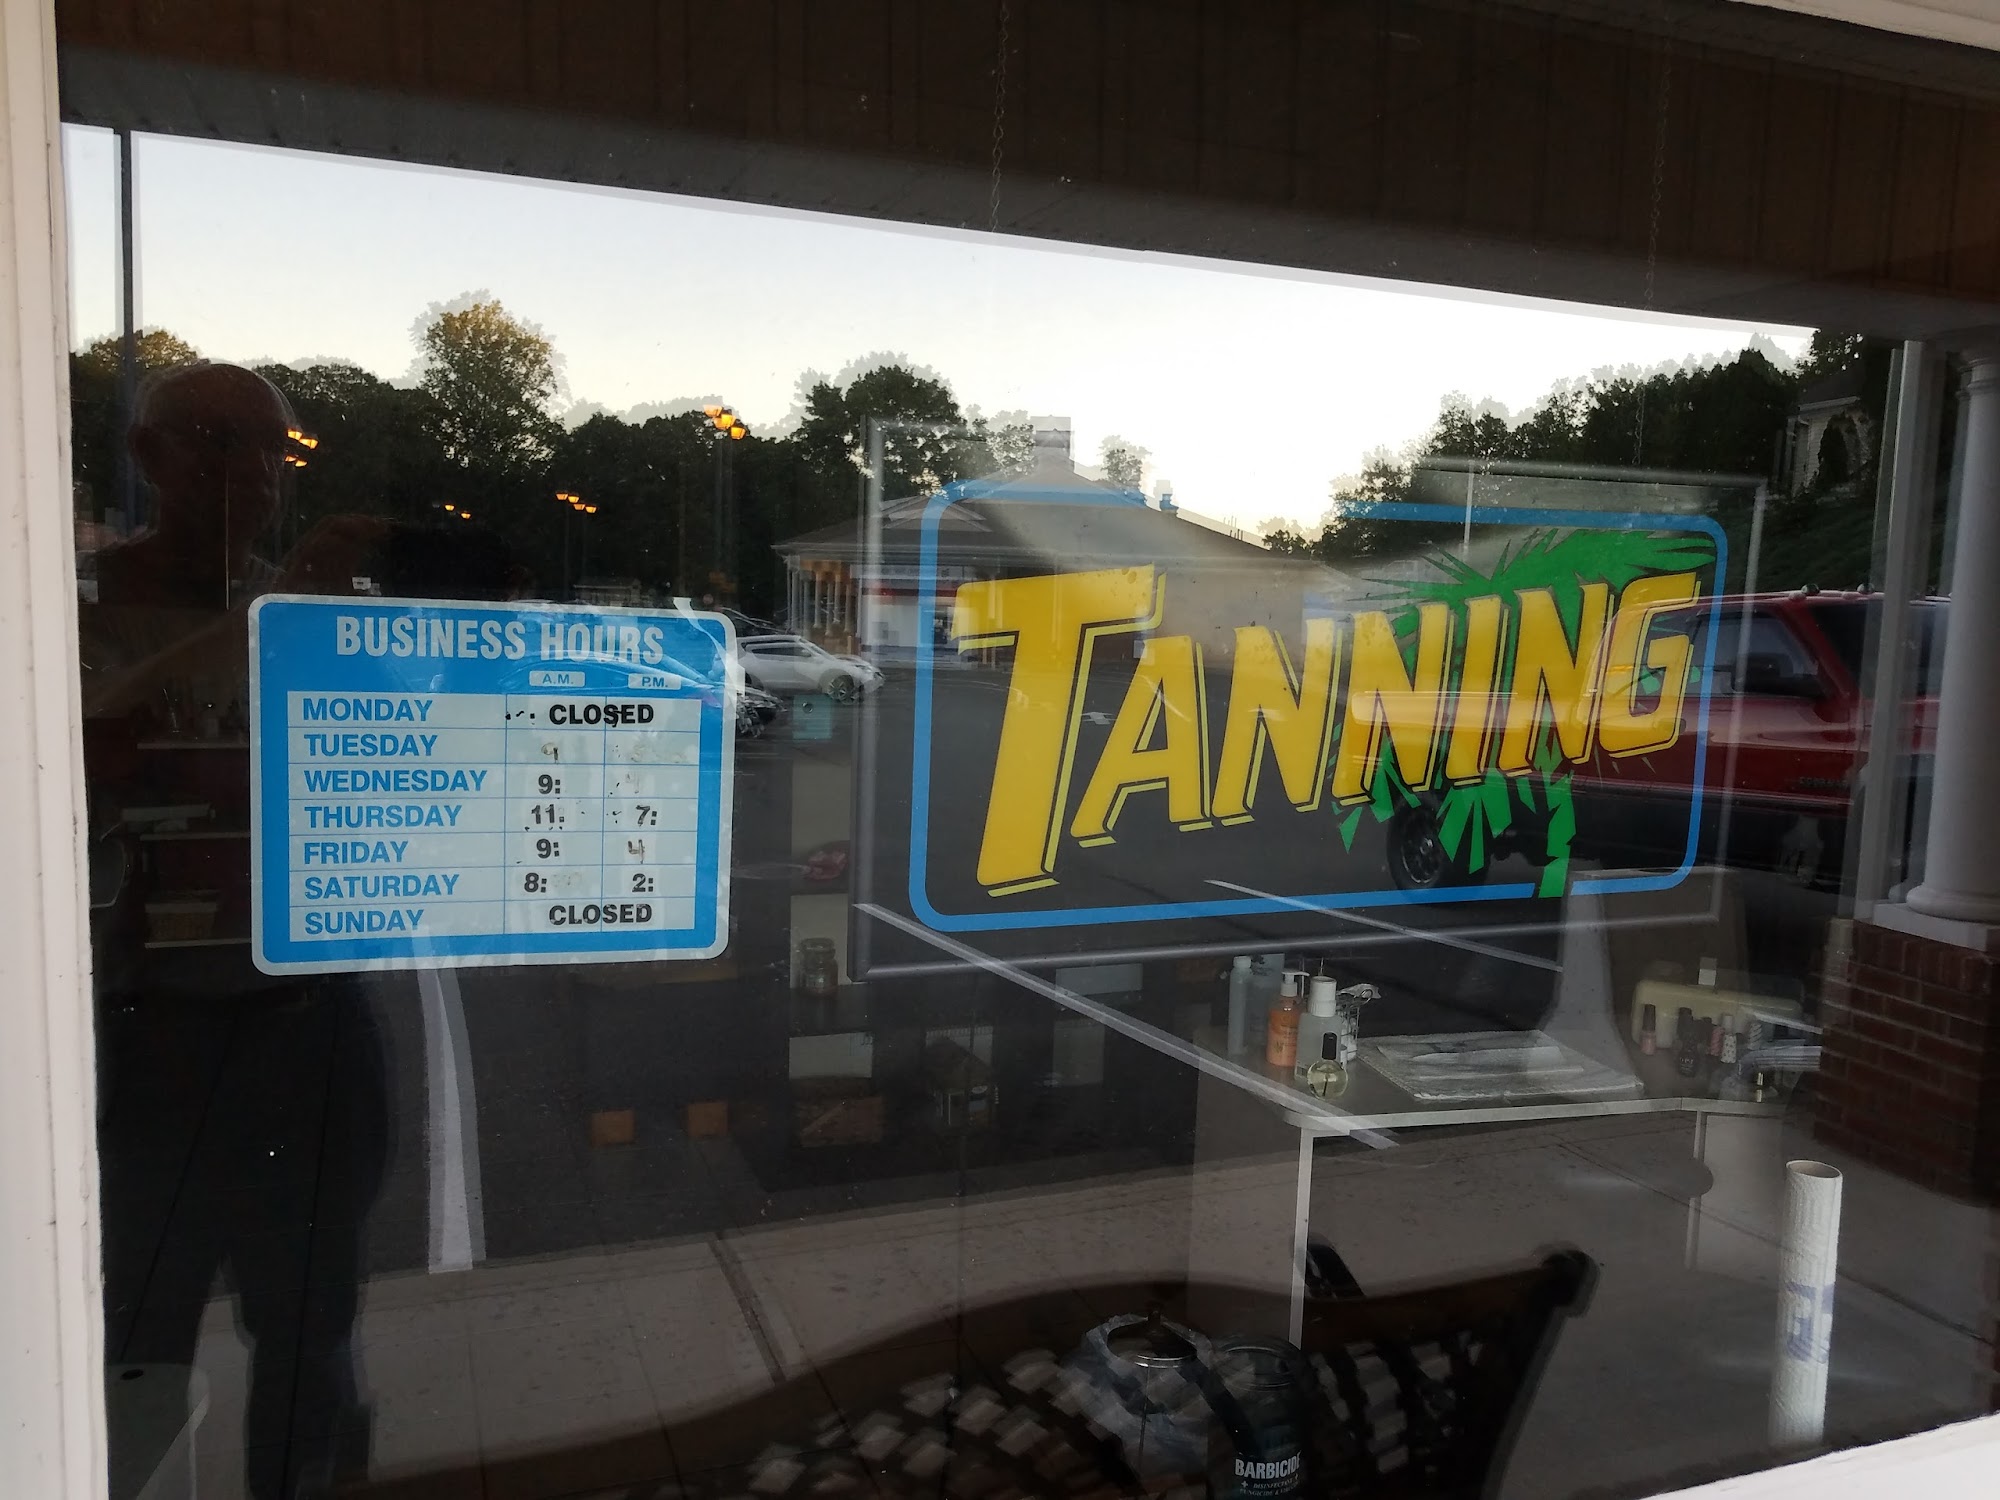 BUSINESS HOURS
A.M. P.M.
MONDAY CLOSED
TUESDAY 9
WEDNESDAY 9: 4
THURSDAY 11: 7:
FRIDAY 9: 4
SATURDAY 8: 2:
SUNDAY CLOSED
TANNING
BARBICIDE